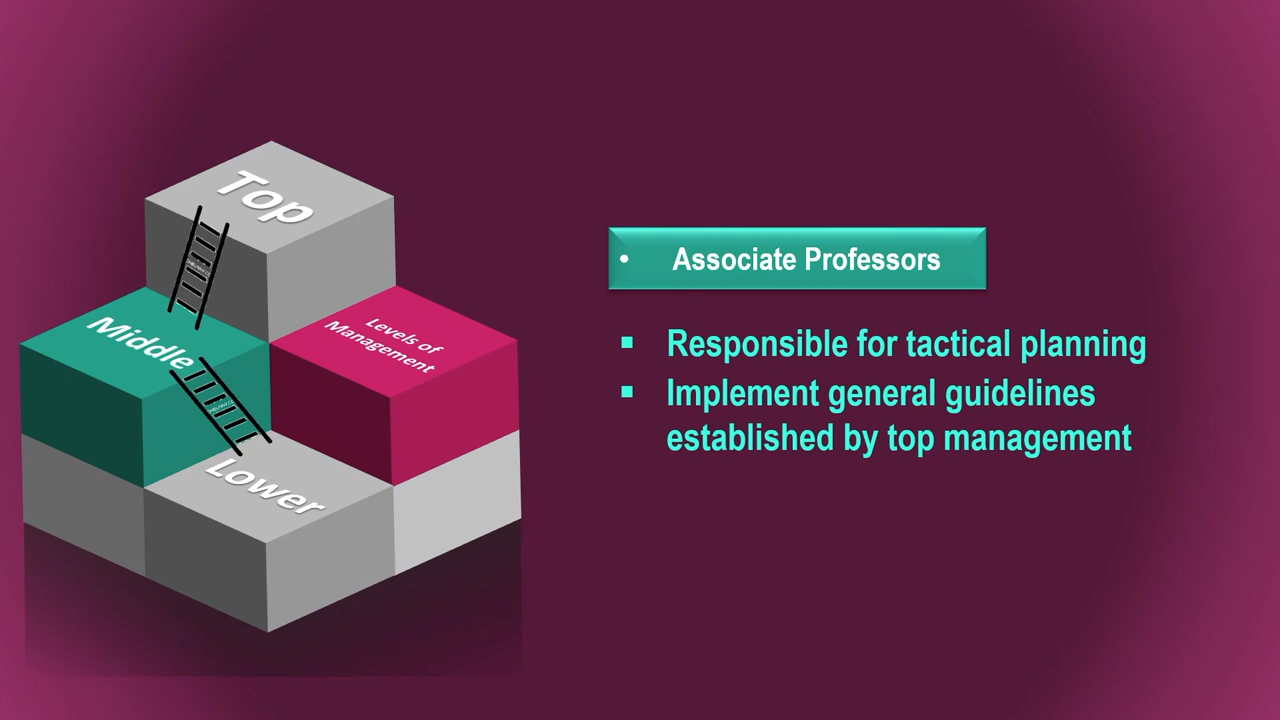 Top
Middle
Levels of
Management
Lower
• Associate Professors
▪ Responsible for tactical planning
▪ Implement general guidelines
established by top management